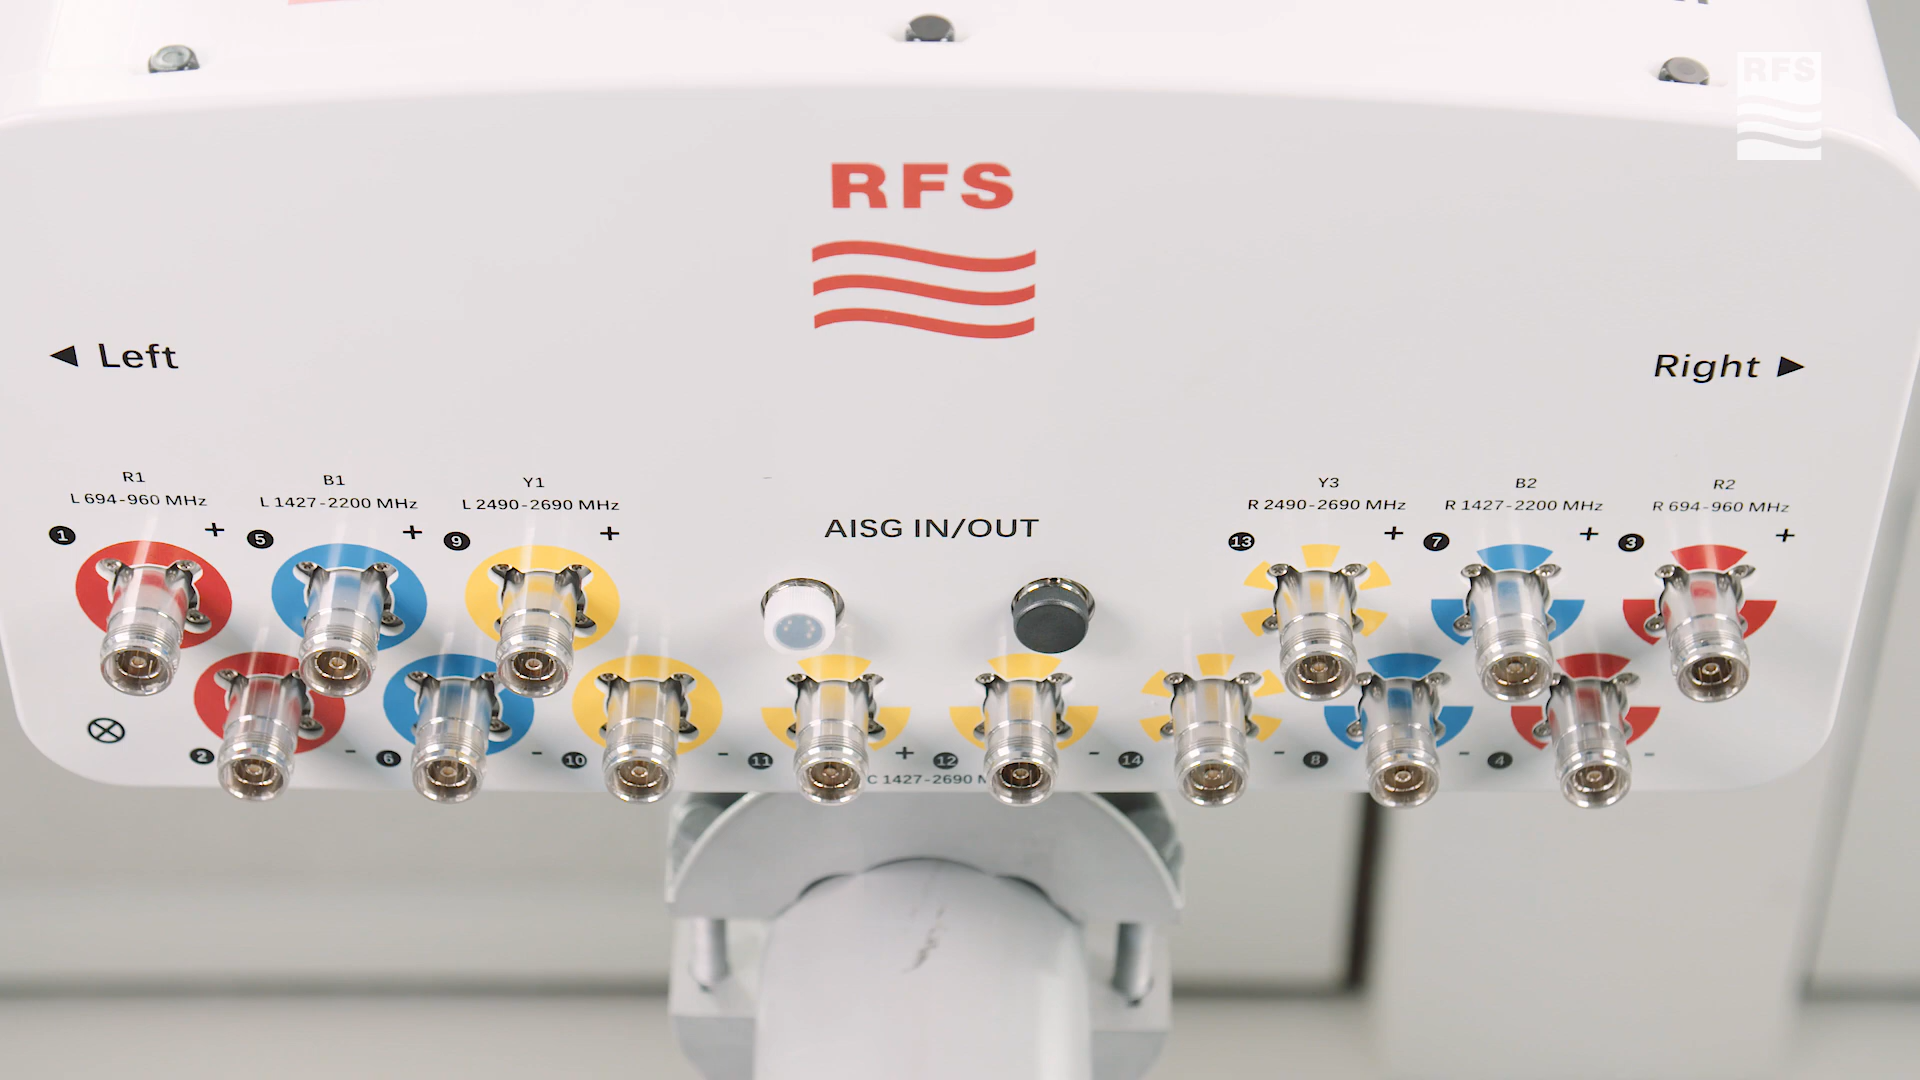 RFS
RFS
◄ Left
Right ►
R1
L 694-960 MHz
B1
L 1427-2200 MHz
Y1
L 2490-2690 MHz
Y3
R 2490-2690 MHz
B2
R 1427-2200 MHz
R2
R 694-960 MHz
AISG IN/OUT
1 +
5 +
9 +
13 +
7 +
3 +
2 -
6 -
10 -
11 +
12 -
14 -
8 -
4 -
C 1427-2690